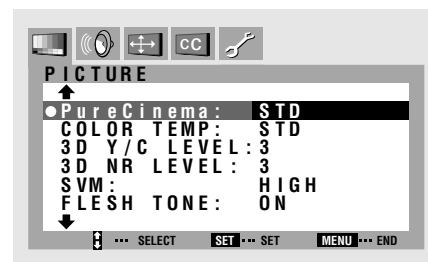 CC
PICTURE
PureCinema: STD
COLOR TEMP: STD
3D Y/C LEVEL: 3
3D NR LEVEL: 3
SVM: HIGH
FLESH TONE: ON
SELECT SET SET MENU END